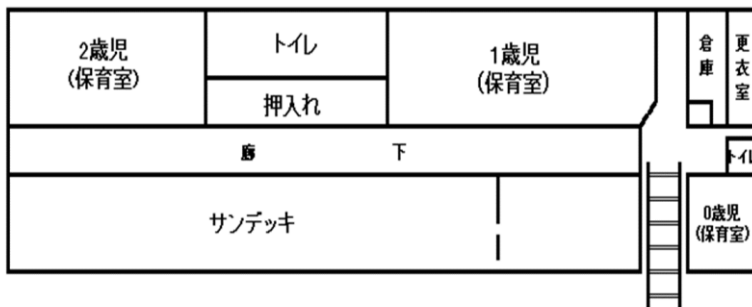 2歳児
(保育室)
トイレ
押入れ
1歳児
(保育室)
倉庫
更衣室
廊下
トイレ
サンデッキ
0歳児
(保育室)